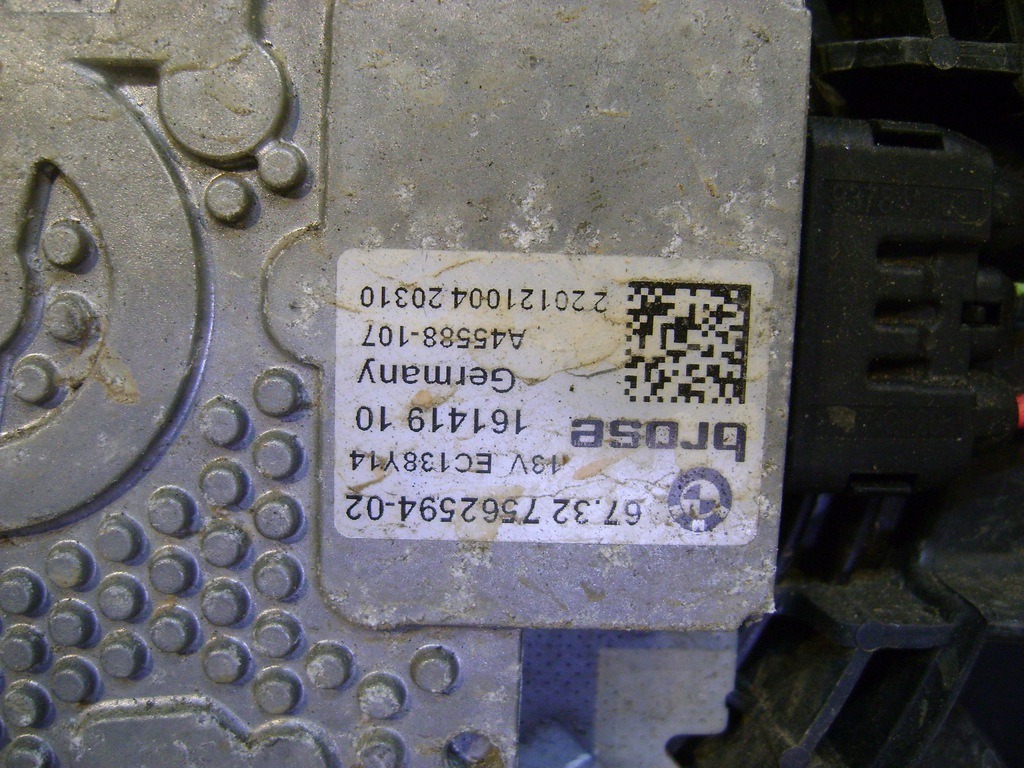 67.32 7562594-02
13V EC138Y14
brose 161419 10
Germany
A45588-107
2 20121004 20310